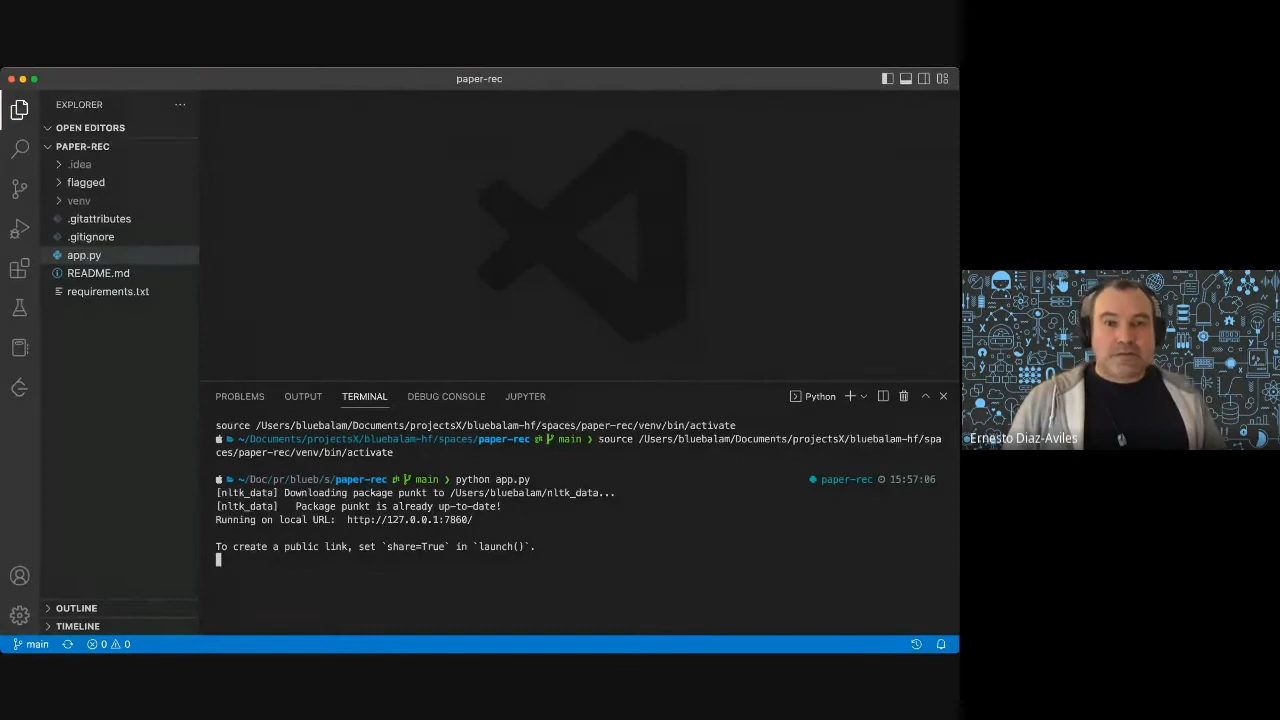 paper-rec
EXPLORER
OPEN EDITORS
PAPER-REC
.idea
flagged
venv
.gitattributes
.gitignore
app.py
README.md
requirements.txt
PROBLEMS OUTPUT TERMINAL DEBUG CONSOLE JUPYTER
Python
source /Users/bluebalam/Documents/projectsX/bluebalam-hf/spaces/paper-rec/venv/bin/activate
~/Documents/projectsX/bluebalam-hf/spaces/paper-rec main ❯ source /Users/bluebalam/Documents/projectsX/bluebalam-hf/spa
ces/paper-rec/venv/bin/activate
~/Doc/pr/blueb/s/paper-rec main ❯ python app.py paper-rec 15:57:06
[nltk_data] Downloading package punkt to /Users/bluebalam/nltk_data...
[nltk_data]   Package punkt is already up-to-date!
Running on local URL:  http://127.0.0.1:7860/
To create a public link, set `share=True` in `launch()`.
OUTLINE
TIMELINE
main 0 0
Ernesto Diaz-Aviles